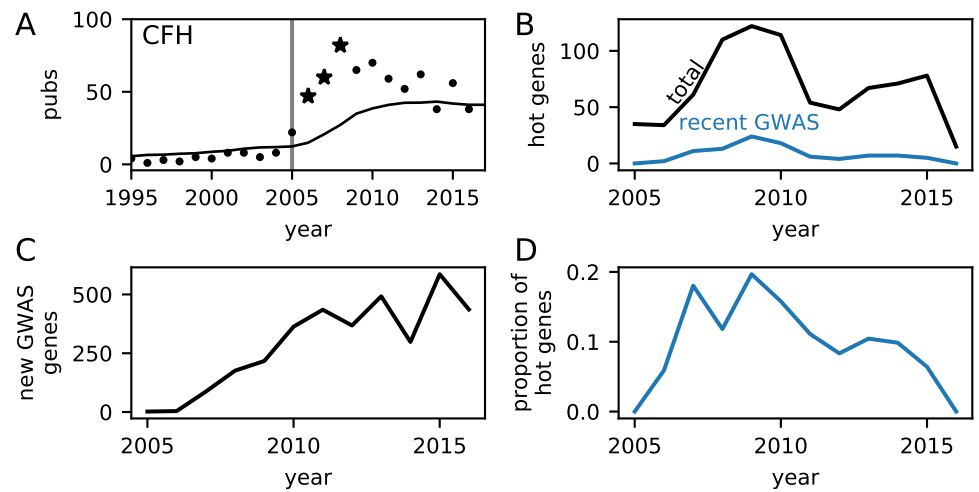 A
CFH
pubs
100
50
0
1995
2000
2005
2010
2015
year
B
hot genes
100
50
0
total
recent GWAS
2005
2010
2015
year
C
new GWAS
genes
500
250
0
2005
2010
2015
year
D
proportion of
hot genes
0.2
0.1
0.0
2005
2010
2015
year